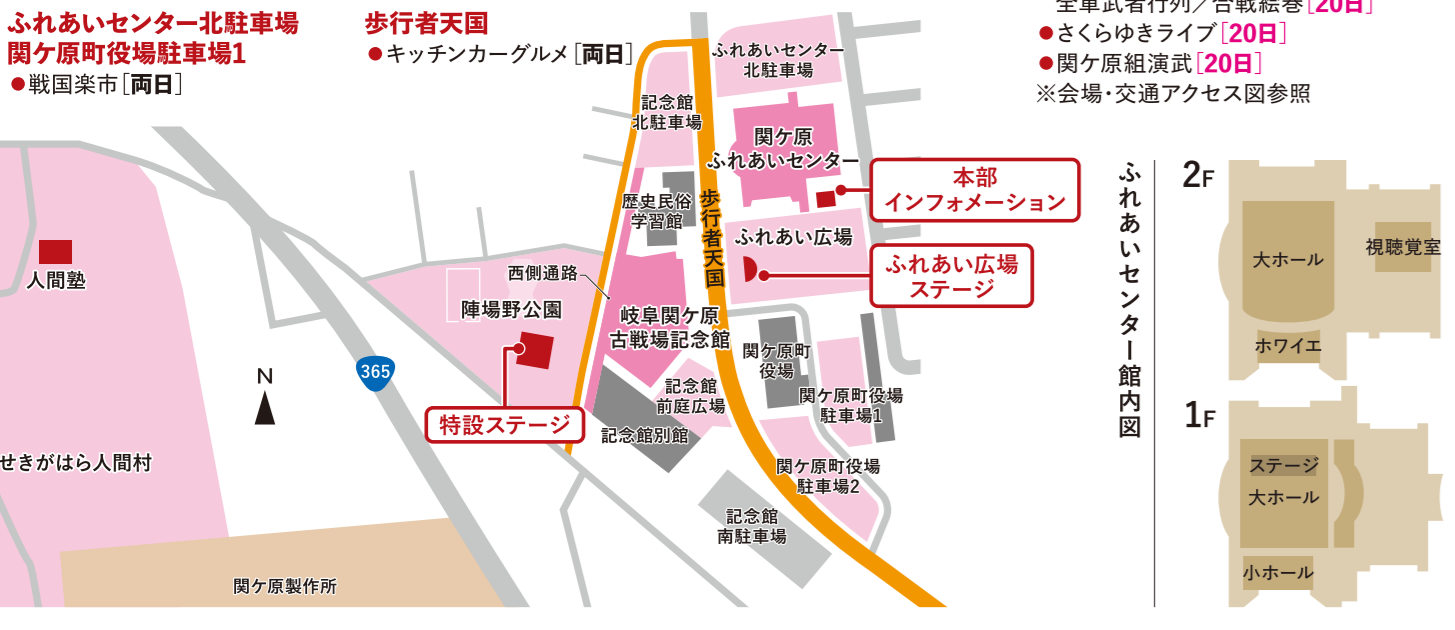 ふれあいセンター北駐車場
関ケ原町役場駐車場1
●戦国楽市[両日]
歩行者天国
●キッチンカーグルメ[両日]
全軍武者行列／合戦絵巻[20日]
●さくらゆきライブ[20日]
●関ケ原組演武[20日]
※会場・交通アクセス図参照
ふれあいセンター
北駐車場
記念館
北駐車場
関ケ原
ふれあいセンター
本部
インフォメーション
歴史民俗
学習館
歩行者天国
ふれあい広場
ふれあい広場
ステージ
人間塾
西側通路
陣場野公園
岐阜関ケ原
古戦場記念館
関ケ原町
役場
365
N
記念館
前庭広場
関ケ原町役場
駐車場1
特設ステージ
記念館別館
せきがはら人間村
関ケ原町役場
駐車場2
記念館
南駐車場
関ケ原製作所
ふれあいセンター館内図
2F
大ホール
視聴覚室
ホワイエ
1F
ステージ
大ホール
小ホール